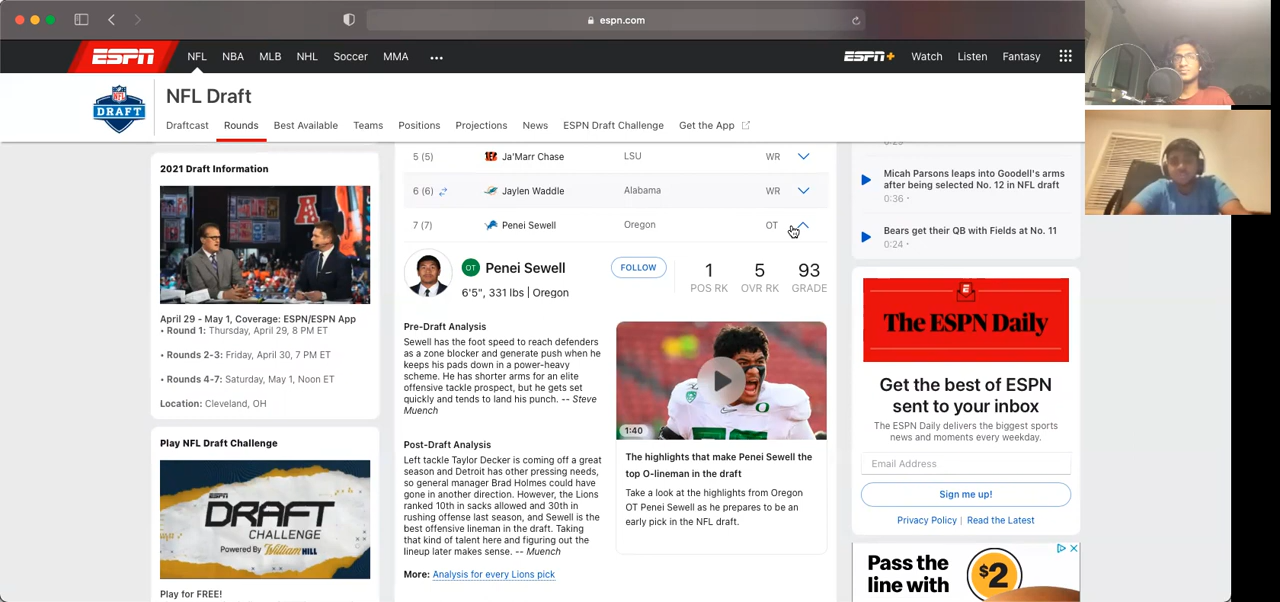 espn.com
ESPN
NFL
NBA
MLB
NHL
Soccer
MMA
ESPN+
Watch
Listen
Fantasy
NFL
DRAFT
NFL Draft
Draftcast
Rounds
Best Available
Teams
Positions
Projections
News
ESPN Draft Challenge
Get the App
2021 Draft Information
April 29 - May 1, Coverage: ESPN/ESPN App
• Round 1: Thursday, April 29, 8 PM ET
• Rounds 2-3: Friday, April 30, 7 PM ET
• Rounds 4-7: Saturday, May 1, Noon ET
Location: Cleveland, OH
Play NFL Draft Challenge
ESPN
DRAFT
CHALLENGE
Powered By William HILL
Play for FREE!
5 (5) Ja'Marr Chase LSU WR
6 (6) Jaylen Waddle Alabama WR
7 (7) Penei Sewell Oregon OT
OT Penei Sewell
6'5", 331 lbs | Oregon
FOLLOW
1 5 93
POS RK OVR RK GRADE
Pre-Draft Analysis
Sewell has the foot speed to reach defenders
as a zone blocker and generate push when he
keeps his pads down in a power-heavy
scheme. He has shorter arms for an elite
offensive tackle prospect, but he gets set
quickly and tends to land his punch. -- Steve
Muench
Post-Draft Analysis
Left tackle Taylor Decker is coming off a great
season and Detroit has other pressing needs,
so general manager Brad Holmes could have
gone in another direction. However, the Lions
ranked 10th in sacks allowed and 30th in
rushing offense last season, and Sewell is the
best offensive lineman in the draft. Taking
that kind of talent here and figuring out the
lineup later makes sense. -- Muench
More: Analysis for every Lions pick
1:40
The highlights that make Penei Sewell the
top O-lineman in the draft
Take a look at the highlights from Oregon
OT Penei Sewell as he prepares to be an
early pick in the NFL draft.
Micah Parsons leaps into Goodell's arms
after being selected No. 12 in NFL draft
0:36 •
Bears get their QB with Fields at No. 11
0:24 •
The ESPN Daily
Get the best of ESPN
sent to your inbox
The ESPN Daily delivers the biggest sports
news and moments every weekday.
Email Address
Sign me up!
Privacy Policy | Read the Latest
Pass the
line with
$2